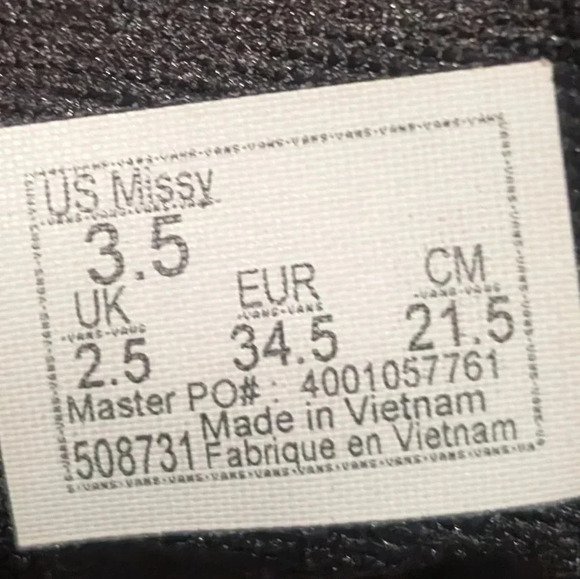 US Missy
3.5
UK EUR CM
2.5 34.5 21.5
Master PO# : 4001057761
Made in Vietnam
508731 Fabrique en Vietnam